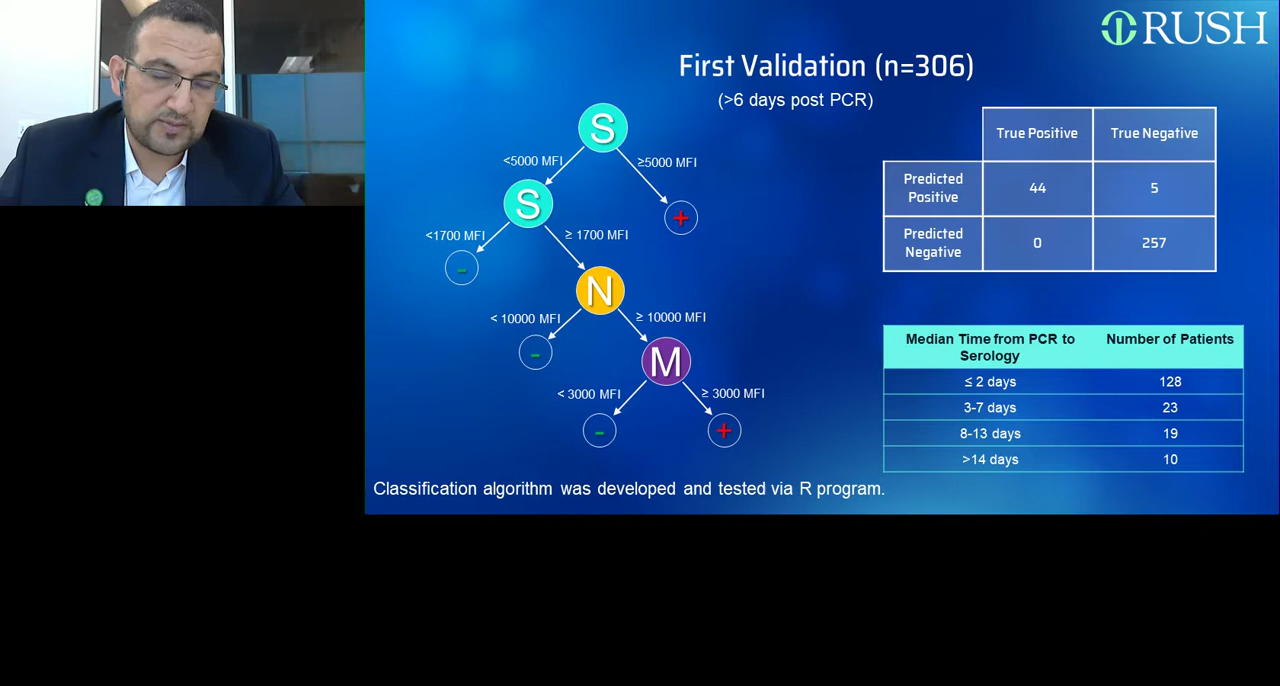 RUSH
First Validation (n=306)
(>6 days post PCR)
S
<5000 MFI
≥5000 MFI
S
+
<1700 MFI
≥ 1700 MFI
-
N
< 10000 MFI
≥ 10000 MFI
-
M
< 3000 MFI
≥ 3000 MFI
-
+
True Positive True Negative
Predicted
Positive
44 5
Predicted
Negative
0 257
Median Time from PCR to
Serology
Number of Patients
≤ 2 days 128
3-7 days 23
8-13 days 19
>14 days 10
Classification algorithm was developed and tested via R program.